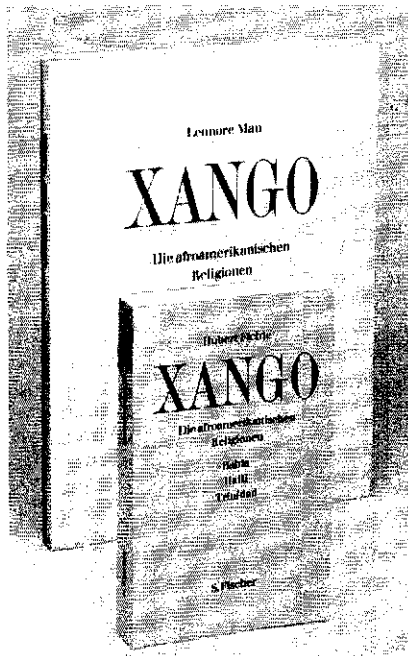 Leonore Mau
XANGO
Die afroamerikanischen
Religionen
Hubert Fichte
XANGO
Die afroamerikanischen
Religionen
Bahia
Haiti
Trinidad
S. Fischer